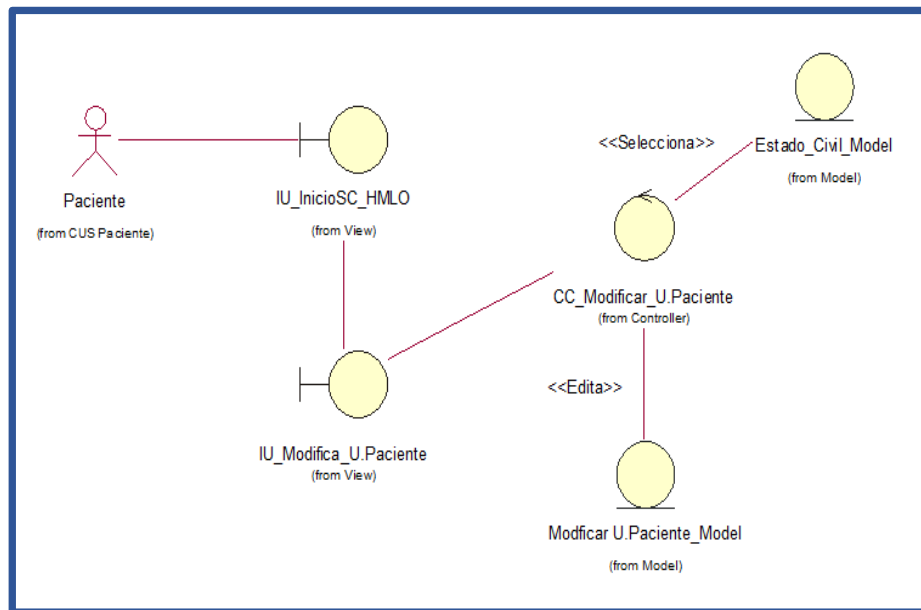 <<Selecciona>>
Estado_Civil_Model
(from Model)
Paciente
(from CUS Paciente)
IU_InicioSC_HMLO
(from View)
CC_Modificar_U.Paciente
(from Controller)
<<Edita>>
IU_Modifica_U.Paciente
(from View)
Modficar U.Paciente_Model
(from Model)